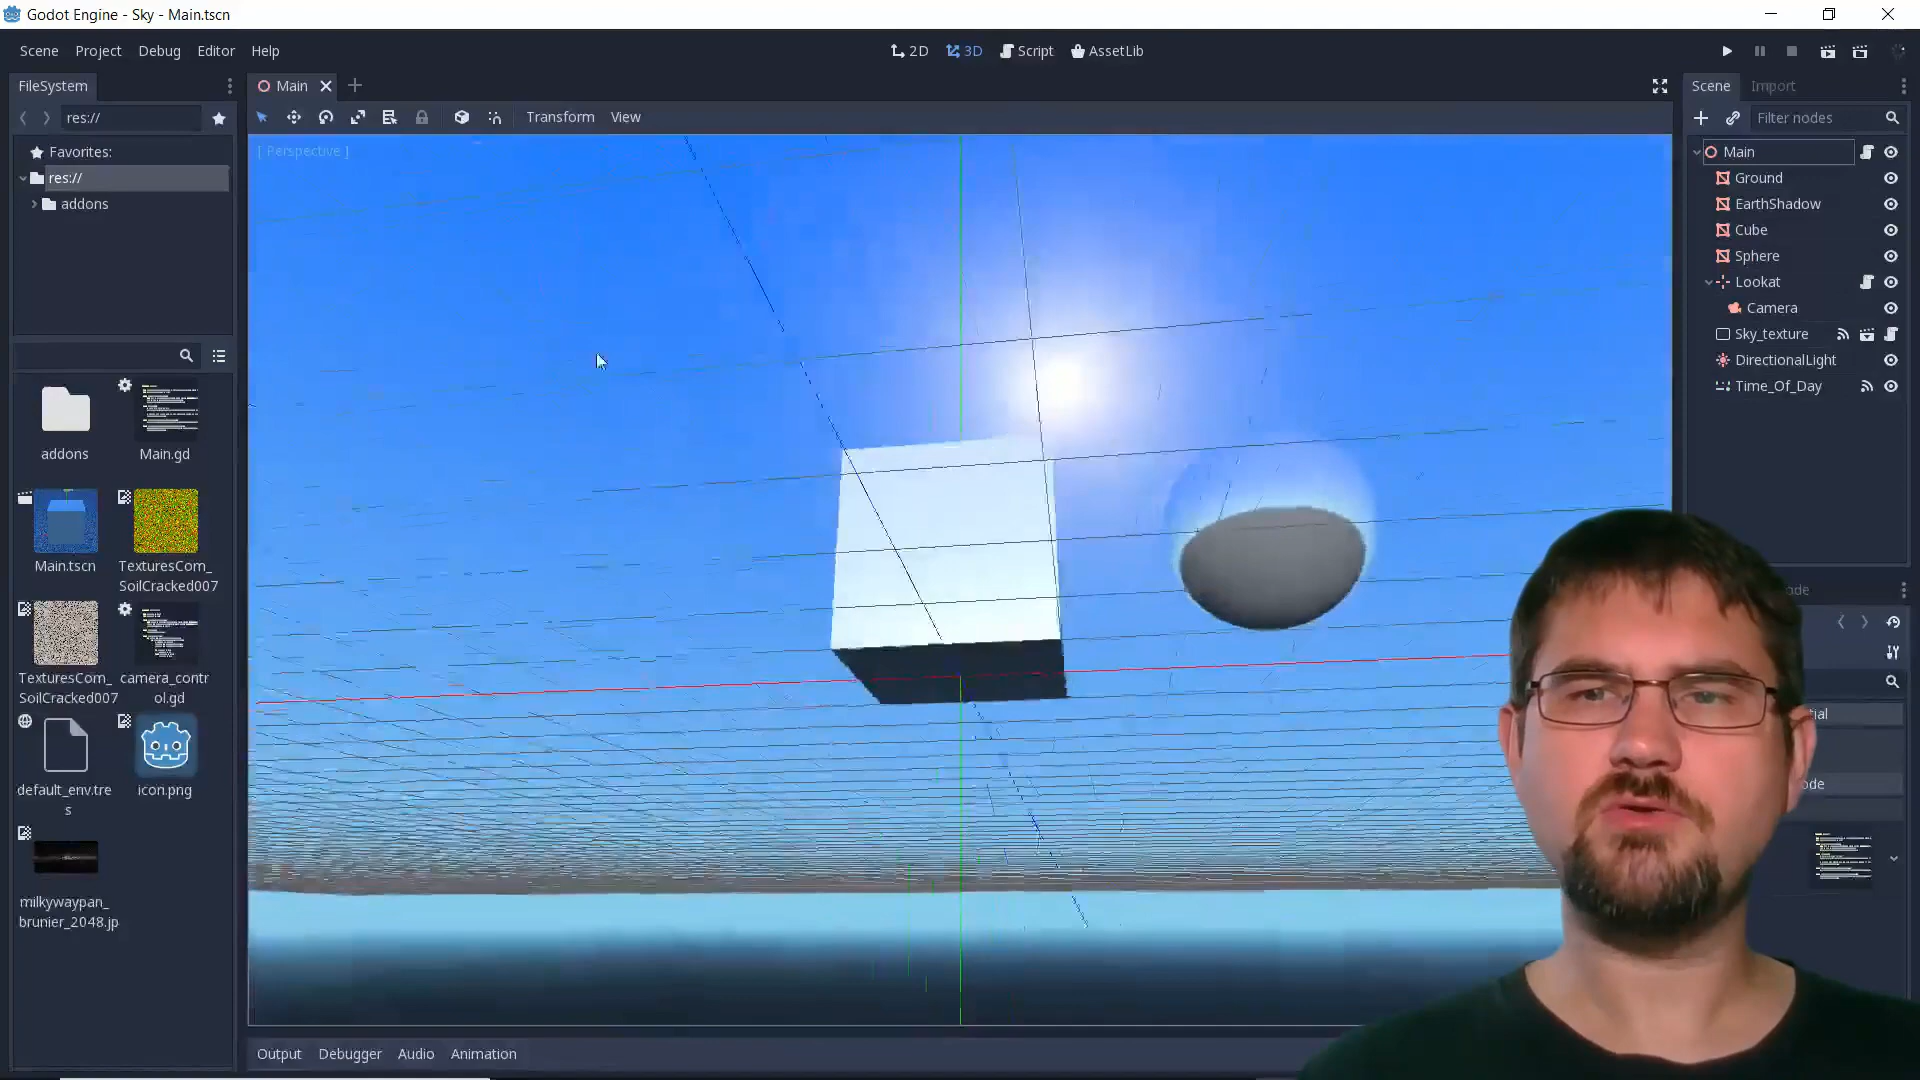 Godot Engine - Sky - Main.tscn
Scene Project Debug Editor Help
2D 3D Script AssetLib
FileSystem
Main
Scene Import
res://
Transform View
Filter nodes
[ Perspective ]
Favorites:
res://
addons
Main
Ground
EarthShadow
Cube
Sphere
Lookat
Camera
Sky_texture
DirectionalLight
Time_Of_Day
addons
Main.gd
Main.tscn
TexturesCom_
SoilCracked007
TexturesCom_
SoilCracked007
camera_contr
ol.gd
default_env.tre
s
icon.png
milkywaypan_
brunier_2048.jp
Output Debugger Audio Animation